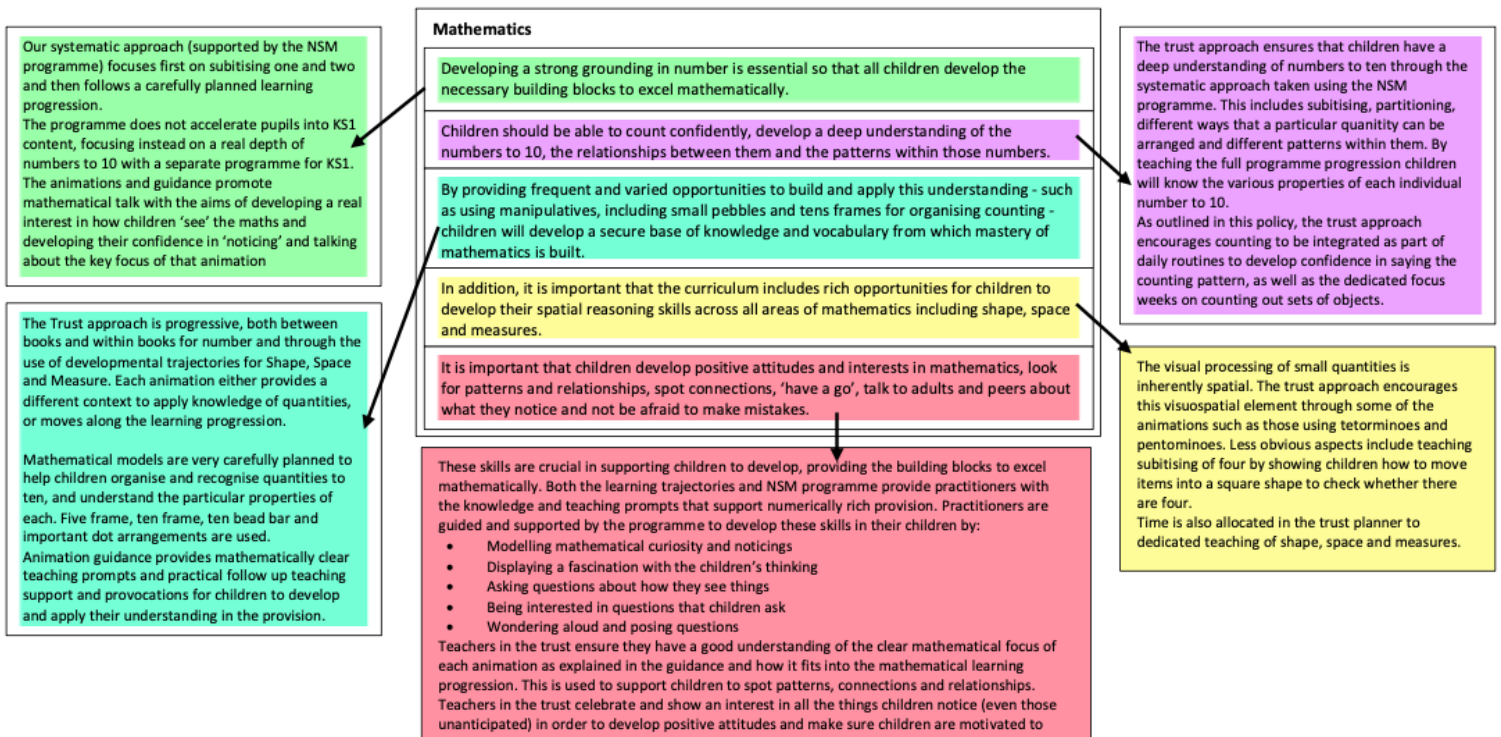 Mathematics
Developing a strong grounding in number is essential so that all children develop the
necessary building blocks to excel mathematically.
Children should be able to count confidently, develop a deep understanding of the
numbers to 10, the relationships between them and the patterns within those numbers.
By providing frequent and varied opportunities to build and apply this understanding - such
as using manipulatives, including small pebbles and tens frames for organising counting -
children will develop a secure base of knowledge and vocabulary from which mastery of
mathematics is built.
In addition, it is important that the curriculum includes rich opportunities for children to
develop their spatial reasoning skills across all areas of mathematics including shape, space
and measures.
It is important that children develop positive attitudes and interests in mathematics, look
for patterns and relationships, spot connections, ‘have a go’, talk to adults and peers about
what they notice and not be afraid to make mistakes.
Our systematic approach (supported by the NSM
programme) focuses first on subitising one and two
and then follows a carefully planned learning
progression.
The programme does not accelerate pupils into KS1
content, focusing instead on a real depth of
numbers to 10 with a separate programme for KS1.
The animations and guidance promote
mathematical talk with the aims of developing a real
interest in how children ‘see’ the maths and
developing their confidence in ‘noticing’ and talking
about the key focus of that animation
The Trust approach is progressive, both between
books and within books for number and through the
use of developmental trajectories for Shape, Space
and Measure. Each animation either provides a
different context to apply knowledge of quantities,
or moves along the learning progression.
Mathematical models are very carefully planned to
help children organise and recognise quantities to
ten, and understand the particular properties of
each. Five frame, ten frame, ten bead bar and
important dot arrangements are used.
Animation guidance provides mathematically clear
teaching prompts and practical follow up teaching
support and provocations for children to develop
and apply their understanding in the provision.
The trust approach ensures that children have a
deep understanding of numbers to ten through the
systematic approach taken using the NSM
programme. This includes subitising, partitioning,
different ways that a particular quanitity can be
arranged and different patterns within them. By
teaching the full programme progression children
will know the various properties of each individual
number to 10.
As outlined in this policy, the trust approach
encourages counting to be integrated as part of
daily routines to develop confidence in saying the
counting pattern, as well as the dedicated focus
weeks on counting out sets of objects.
The visual processing of small quantities is
inherently spatial. The trust approach encourages
this visuospatial element through some of the
animations such as those using tetorminoes and
pentominoes. Less obvious aspects include teaching
subitising of four by showing children how to move
items into a square shape to check whether there
are four.
Time is also allocated in the trust planner to
dedicated teaching of shape, space and measures.
These skills are crucial in supporting children to develop, providing the building blocks to excel
mathematically. Both the learning trajectories and NSM programme provide practitioners with
the knowledge and teaching prompts that support numerically rich provision. Practitioners are
guided and supported by the programme to develop these skills in their children by:
• Modelling mathematical curiosity and noticings
• Displaying a fascination with the children’s thinking
• Asking questions about how they see things
• Being interested in questions that children ask
• Wondering aloud and posing questions
Teachers in the trust ensure they have a good understanding of the clear mathematical focus of
each animation as explained in the guidance and how it fits into the mathematical learning
progression. This is used to support children to spot patterns, connections and relationships.
Teachers in the trust celebrate and show an interest in all the things children notice (even those
unanticipated) in order to develop positive attitudes and make sure children are motivated to